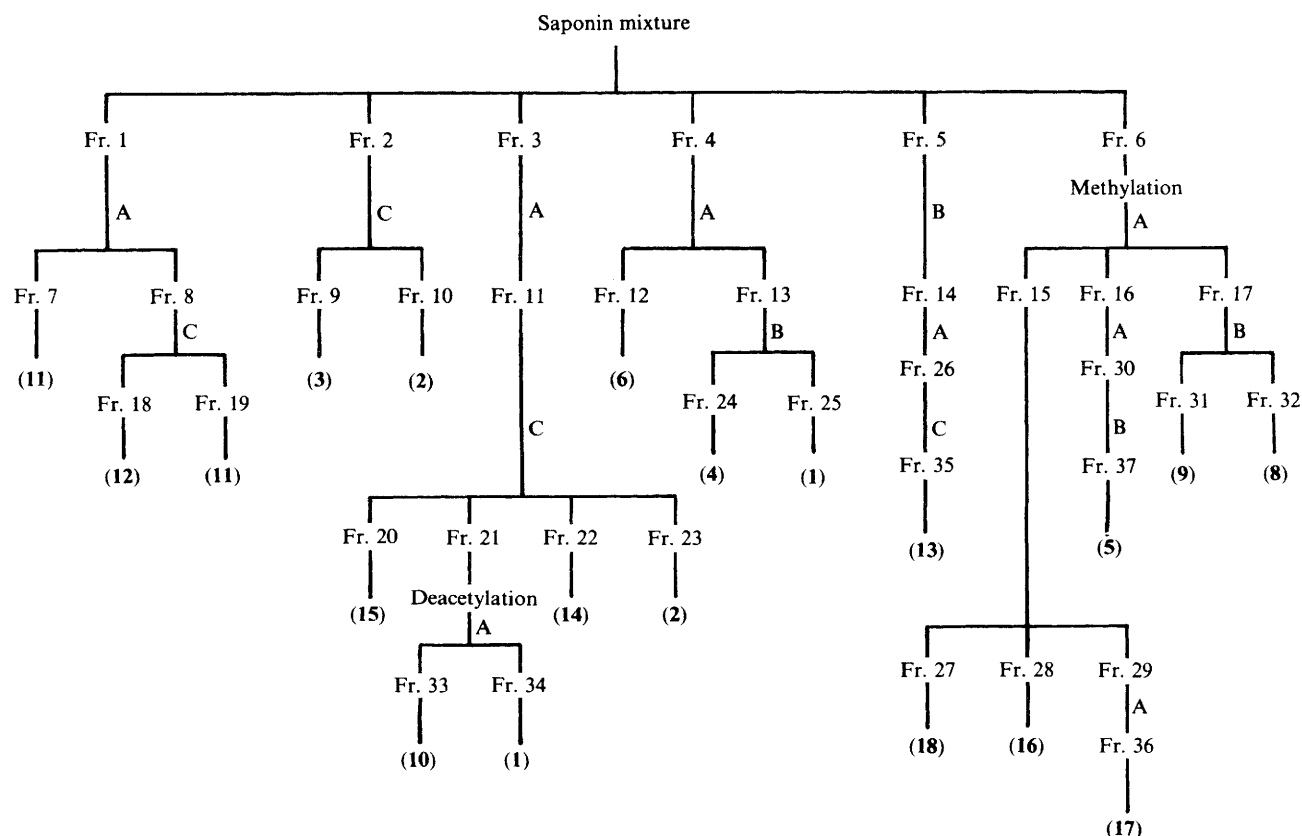 Saponin mixture
Fr. 1 Fr. 2 Fr. 3 Fr. 4 Fr. 5 Fr. 6
Methylation
A C A A B A
Fr. 7 Fr. 8 Fr. 9 Fr. 10 Fr. 11 Fr. 12 Fr. 13 Fr. 14 Fr. 15 Fr. 16 Fr. 17
C B A A B
(11) (3) (2) (6) Fr. 26 Fr. 30
Fr. 18 Fr. 19 Fr. 24 Fr. 25 Fr. 31 Fr. 32
C C B
(12) (11) (4) (1) Fr. 35 Fr. 37 (9) (8)
Fr. 20 Fr. 21 Fr. 22 Fr. 23 (13) (5)
Deacetylation
(15) (14) (2)
A
Fr. 33 Fr. 34 Fr. 27 Fr. 28 Fr. 29
A
(10) (1) (18) (16) Fr. 36
(17)